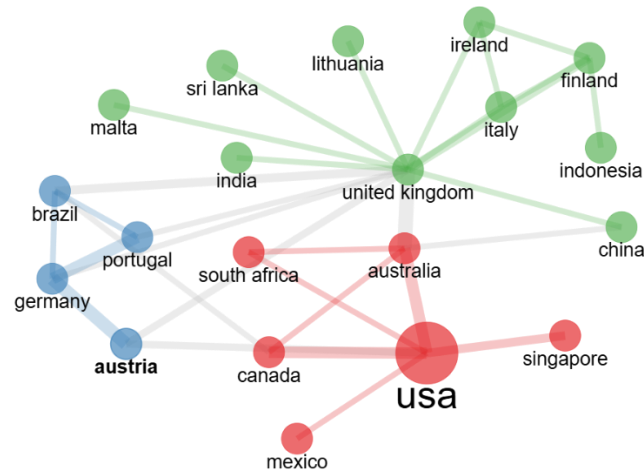 ireland
lithuania
finland
sri lanka
italy
malta
indonesia
india
united kingdom
brazil
china
portugal
south africa
australia
germany
austria
canada
singapore
usa
mexico